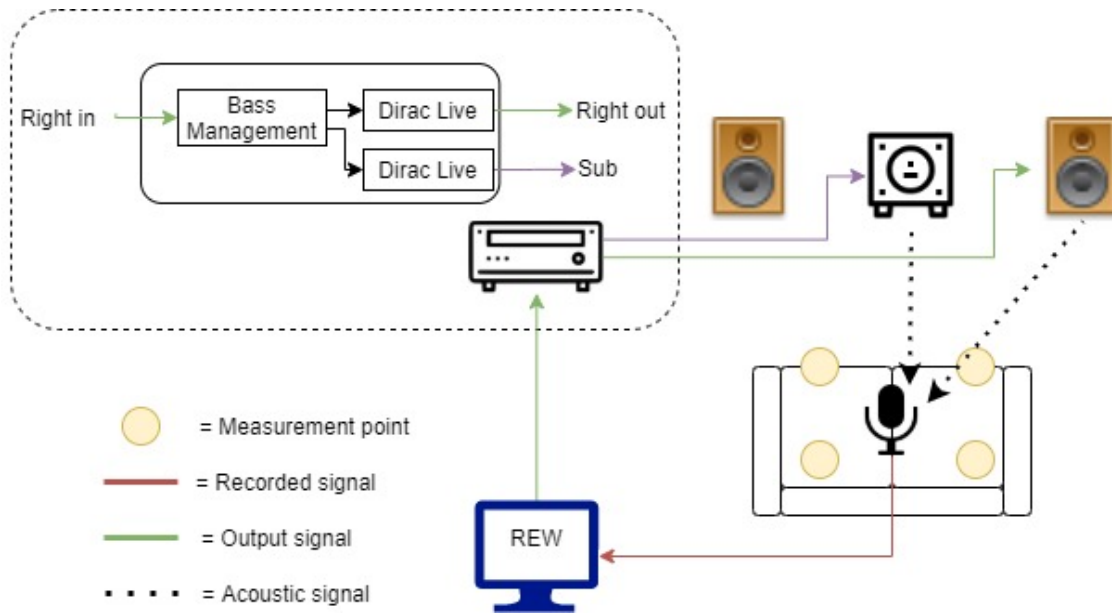 Right in
Bass
Management
Dirac Live
Right out
Dirac Live
Sub
= Measurement point
= Recorded signal
= Output signal
= Acoustic signal
REW